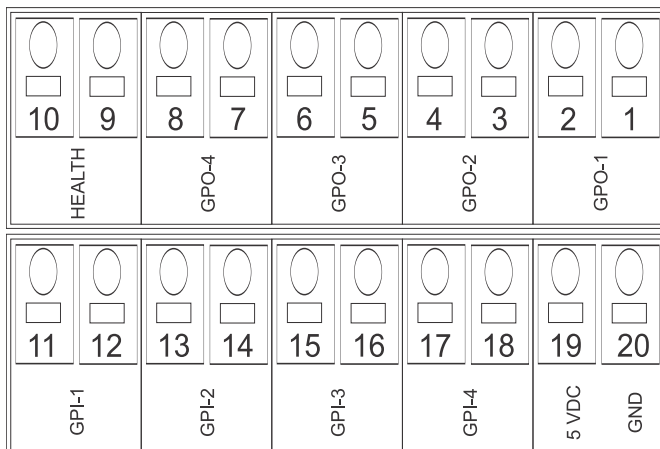 10 9 8 7 6 5 4 3 2 1
HEALTH GPO-4 GPO-3 GPO-2 GPO-1
11 12 13 14 15 16 17 18 19 20
GPI-1 GPI-2 GPI-3 GPI-4 5 VDC GND